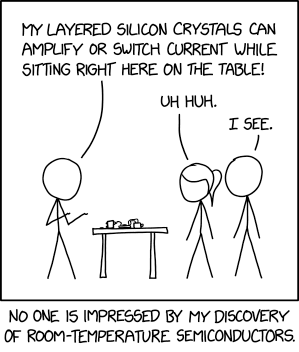 MY LAYERED SILICON CRYSTALS CAN
AMPLIFY OR SWITCH CURRENT WHILE
SITTING RIGHT HERE ON THE TABLE!
UH HUH.
I SEE.
NO ONE IS IMPRESSED BY MY DISCOVERY
OF ROOM-TEMPERATURE SEMICONDUCTORS.